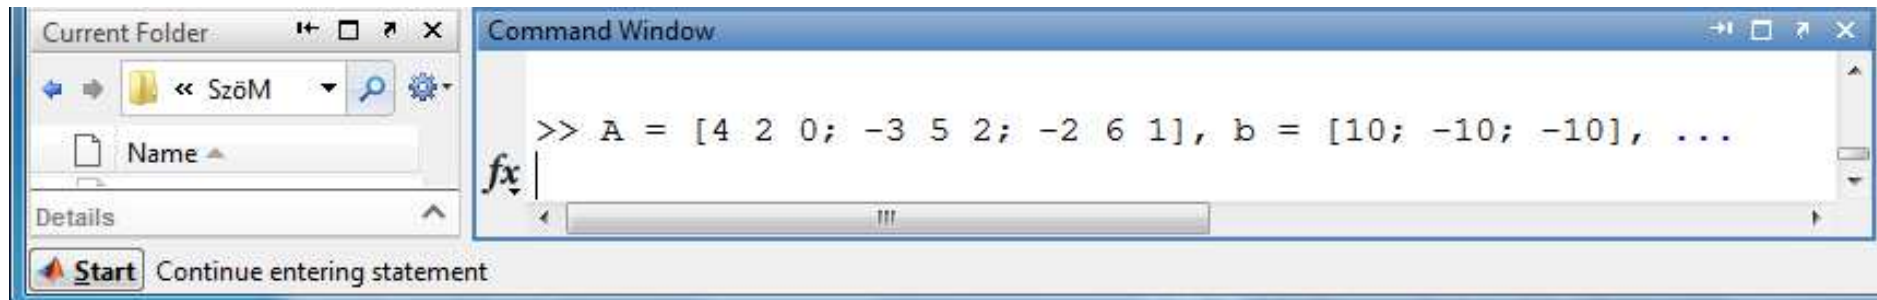 Current Folder
Command Window
« SzöM
Name
>> A = [4 2 0; -3 5 2; -2 6 1], b = [10; -10; -10], ...
fx
Details
Start Continue entering statement